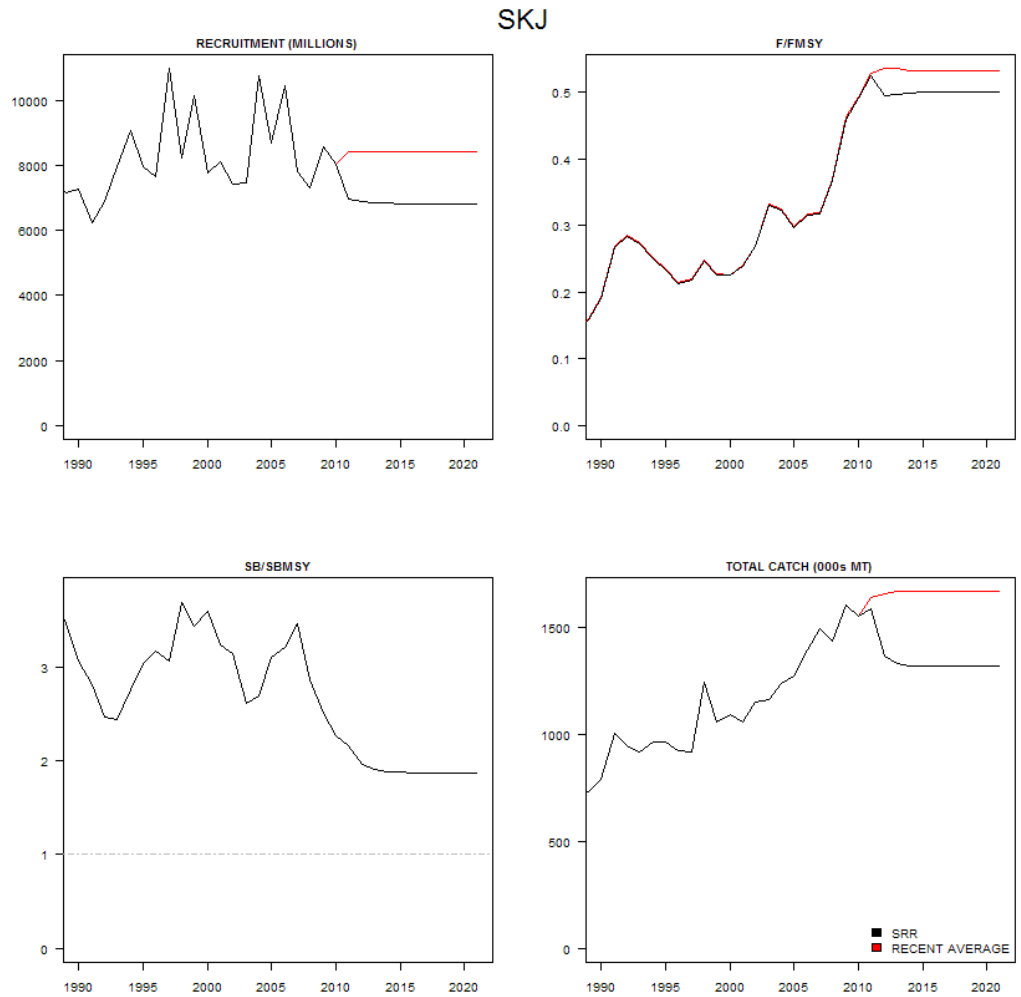 SKJ
RECRUITMENT (MILLIONS)
10000
8000
6000
4000
2000
0
1990 1995 2000 2005 2010 2015 2020
F/FMSY
0.5
0.4
0.3
0.2
0.1
0.0
1990 1995 2000 2005 2010 2015 2020
SB/SBMSY
3
2
1
0
1990 1995 2000 2005 2010 2015 2020
TOTAL CATCH (000s MT)
1500
1000
500
0
SRR
RECENT AVERAGE
1990 1995 2000 2005 2010 2015 2020